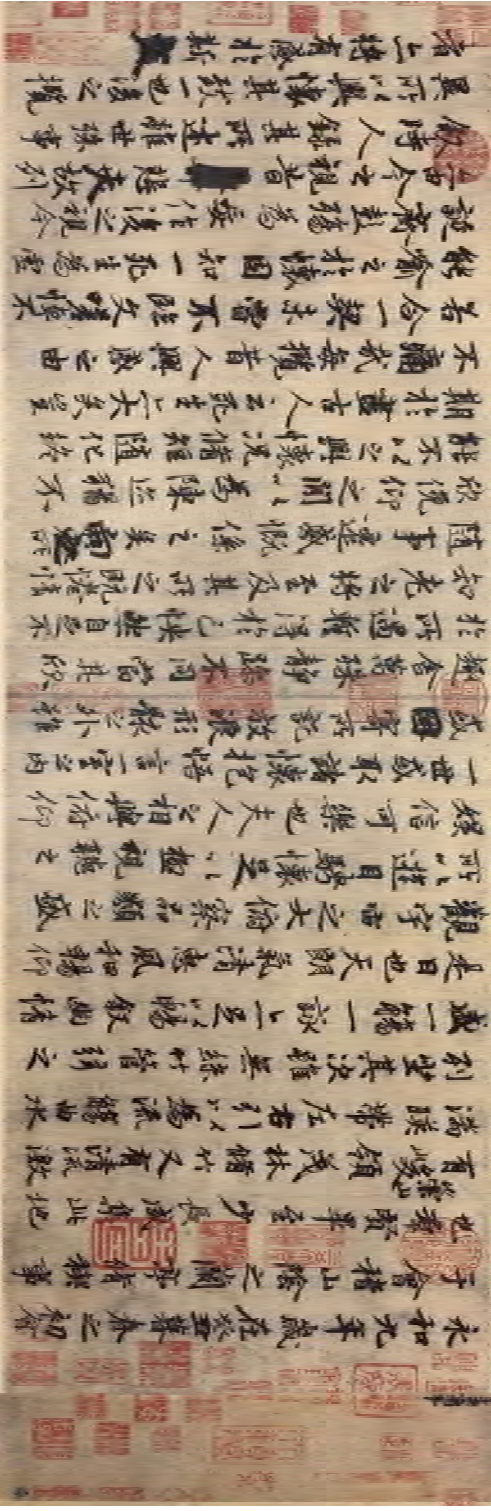 永和九年歲在癸丑暮春之初會
于會稽山陰之蘭亭脩稧事
也羣賢畢至少長咸集此地
有崇山峻領茂林脩竹又有清流激
湍暎帶左右引以為流觴曲水
列坐其次雖無絲竹管弦之
盛一觴一詠亦足以暢敘幽情
是日也天朗氣清惠風和暢仰
觀宇宙之大俯察品類之盛
所以遊目騁懷足以極視聽之
娛信可樂也夫人之相與俯仰
一世或取諸懷抱悟言一室之內
或因寄所託放浪形骸之外雖
趣舍萬殊靜躁不同當其欣
於所遇蹔得於己怏然自足不
知老之將至及其所之既惓情
隨事遷感慨係之矣向之所
欣俛仰之閒以為陳迹猶不
能不以之興懷況脩短隨化終
期於盡古人云死生亦大矣豈
不痛哉每攬昔人興感之由
若合一契未嘗不臨文嗟悼不
能喻之於懷固知一死生為虛
誕齊彭殤為妄作後之視今
亦由今之視昔悲夫故列
敘時人錄其所述雖世殊事
異所以興懷其致一也後之攬
者亦將有感於斯文